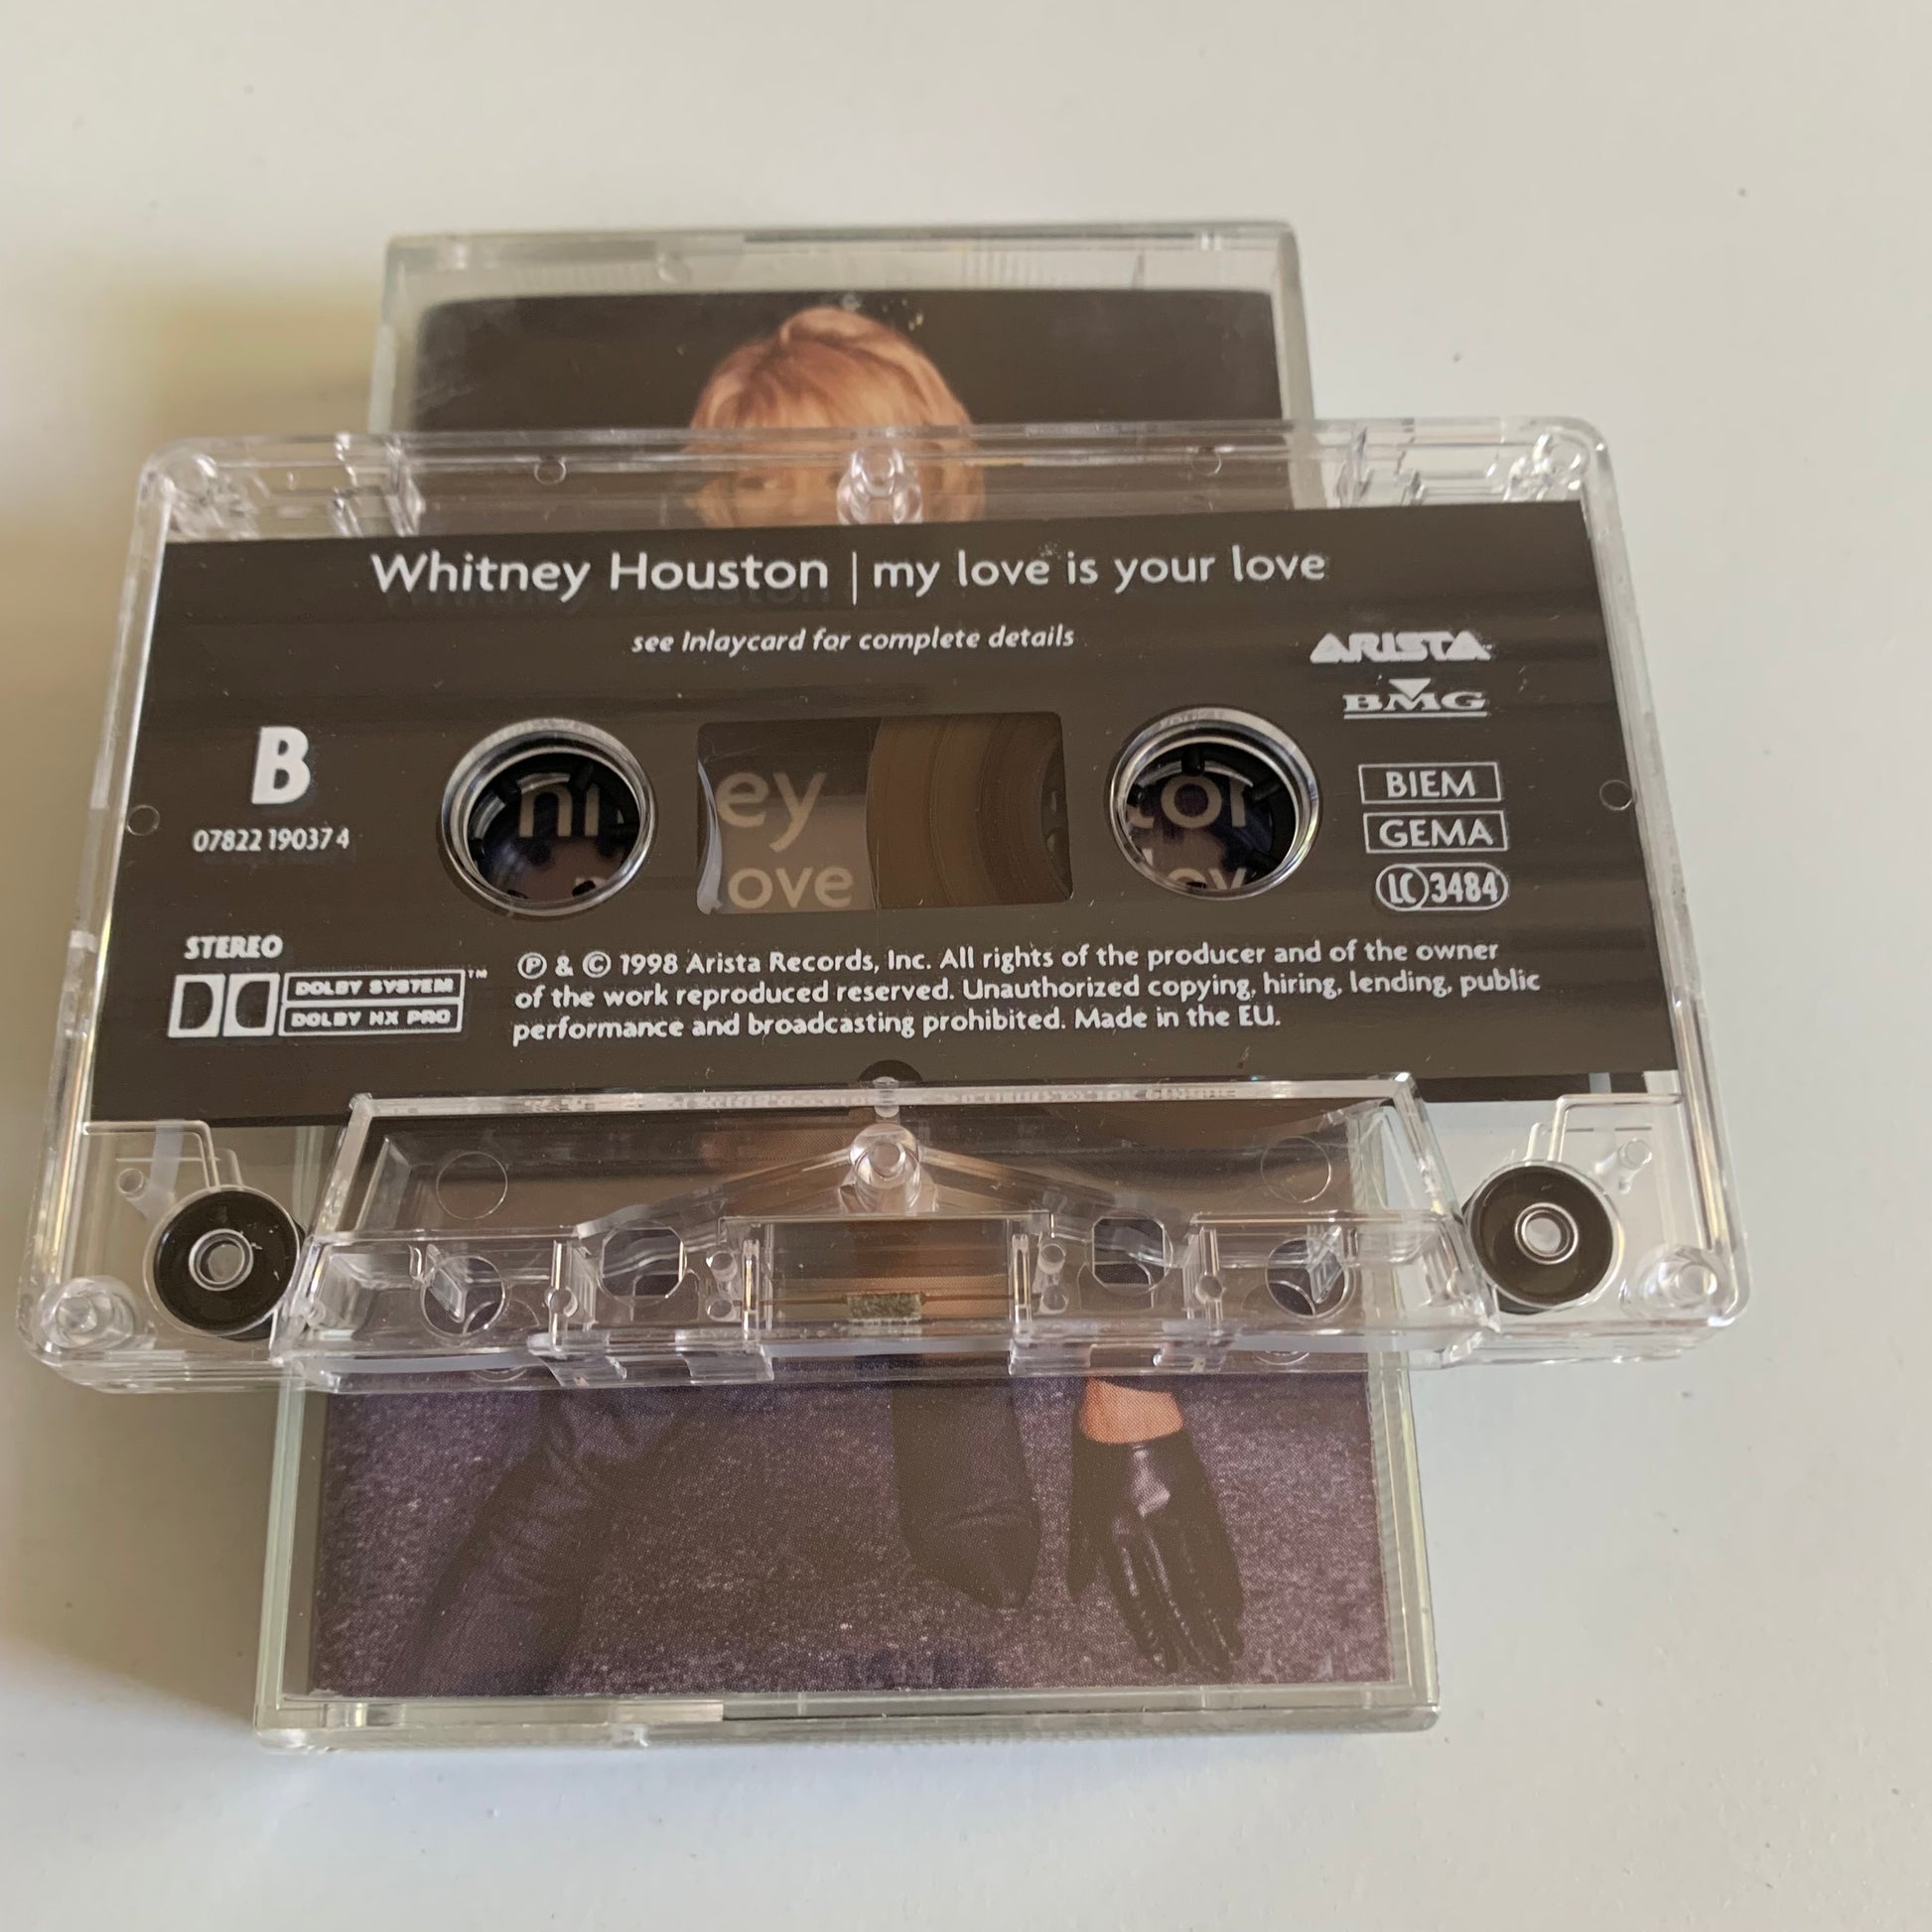 Whitney Houston | my love is your love
see Inlaycard for complete details
ARISTA
BMG
B
07822 19037 4
ey
ove
BIEM
GEMA
LC 3484
STEREO
DOLBY SYSTEM ™
DOLBY HX PRO
℗ & © 1998 Arista Records, Inc. All rights of the producer and of the owner
of the work reproduced reserved. Unauthorized copying, hiring, lending, public
performance and broadcasting prohibited. Made in the EU.